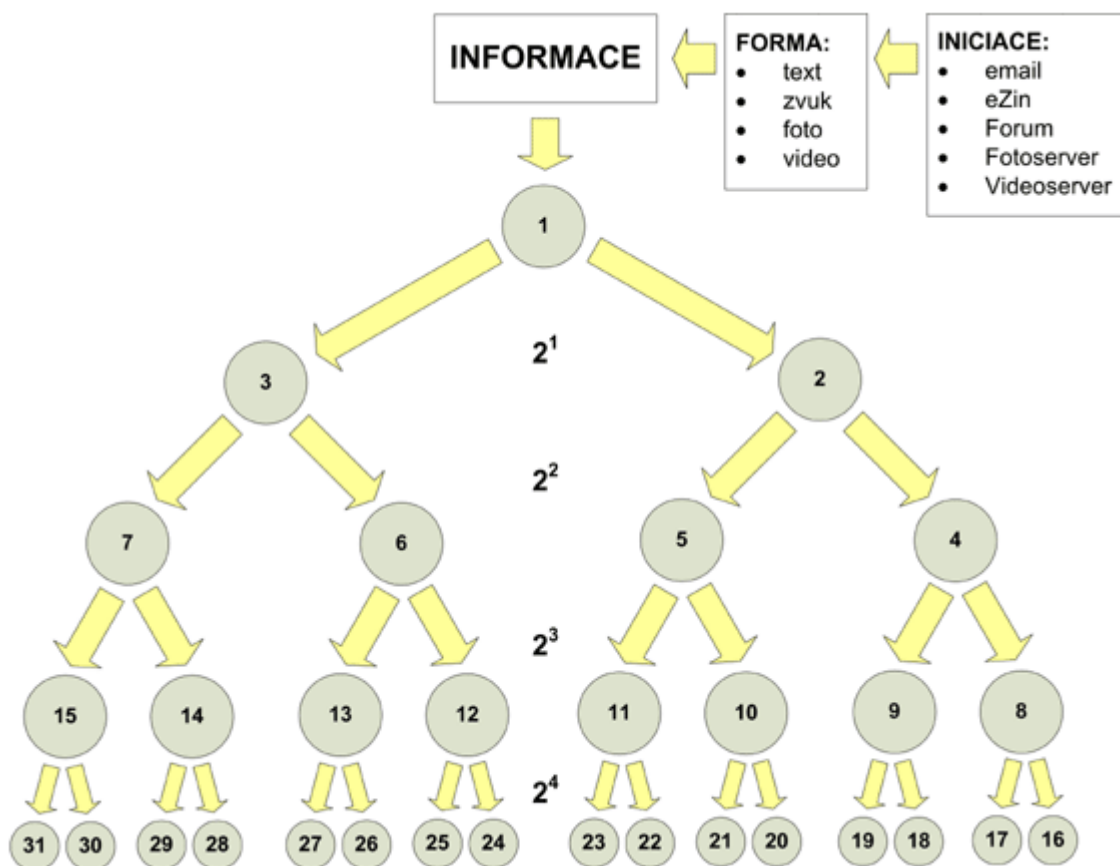 INFORMACE
FORMA:
• text
• zvuk
• foto
• video
INICIACE:
• email
• eZin
• Forum
• Fotoserver
• Videoserver
1
2¹
3 2
2²
7 6 5 4
2³
15 14 13 12 11 10 9 8
2⁴
31 30 29 28 27 26 25 24 23 22 21 20 19 18 17 16